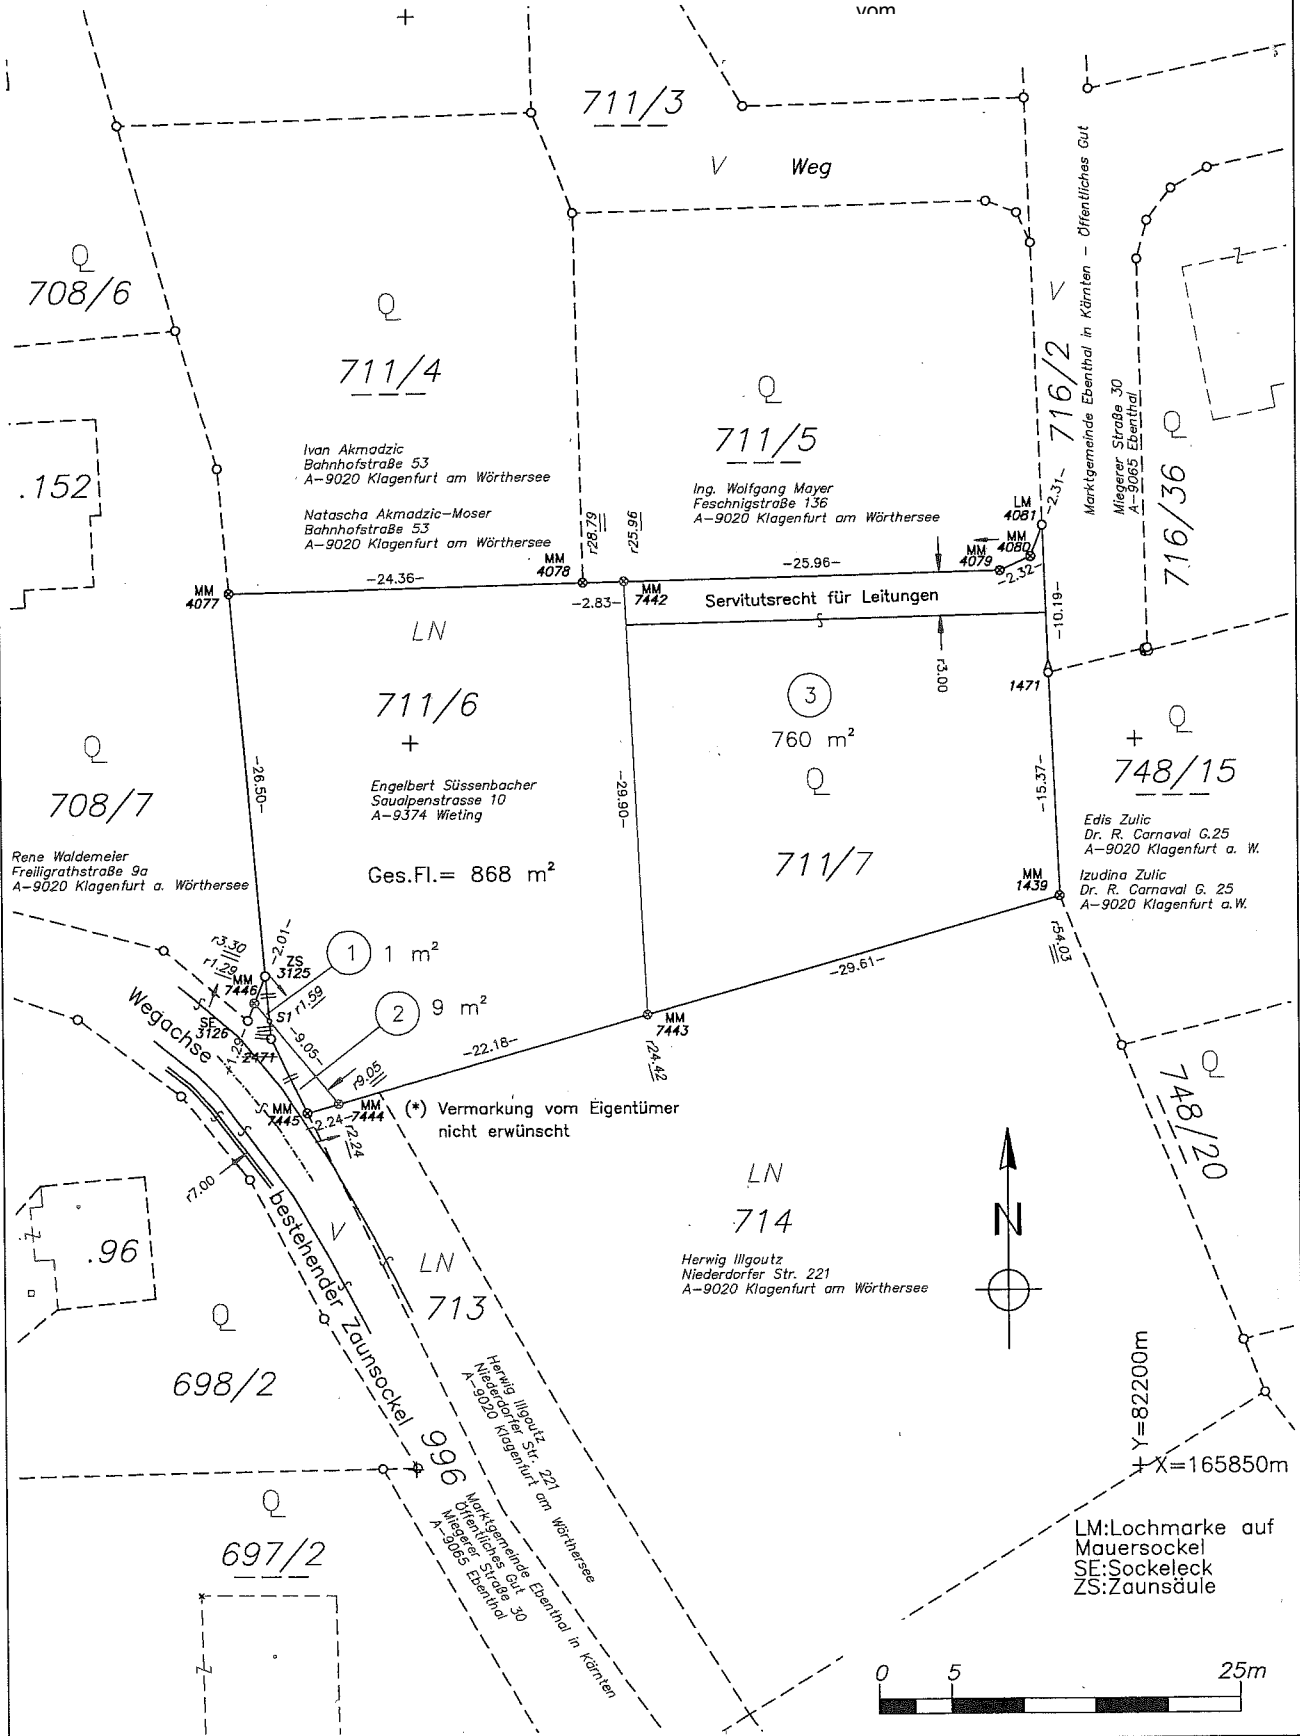 vom
711/3
V Weg
Q
708/6
Q
711/4
Ivan Akmadzic
Bahnhofstraße 53
A-9020 Klagenfurt am Wörthersee
Natascha Akmadzic-Moser
Bahnhofstraße 53
A-9020 Klagenfurt am Wörthersee
.152
Q
711/5
Ing. Wolfgang Mayer
Feschnigstraße 136
A-9020 Klagenfurt am Wörthersee
V
716/2
Marktgemeinde Ebenthal in Kärnten - Öffentliches Gut
Miegerer Straße 30
A-9065 Ebenthal
Q
716/36
r28.79
r25.96
LM
4081
-2.31-
MM
4080
MM
4079
-2.32-
MM
4078
MM
4077
-24.36-
-2.83-
MM
7442
-25.96-
Servitutsrecht für Leitungen
-10.19-
r3.00
1471
LN
711/6
Engelbert Süssenbacher
Saualpenstrasse 10
A-9374 Wieting
Ges.Fl.= 868 m²
-26.50-
-29.90-
3
760 m²
Q
711/7
-15.37-
Q
748/15
Edis Zulic
Dr. R. Carnaval G.25
A-9020 Klagenfurt a. W.
Izudina Zulic
Dr. R. Carnaval G. 25
A-9020 Klagenfurt a.W.
Q
708/7
Rene Waldemeier
Freiligrathstraße 9a
A-9020 Klagenfurt a. Wörthersee
MM
1439
r54.03
-29.61-
r3.30
r1.29
-2.01-
ZS
3125
MM
7446
1 1 m²
r1.59
S1
2 9 m²
SE
3126
-1.29-
2471
-9.05-
r9.05
Wegachse
-22.18-
MM
7443
r24.42
MM
7445
-2.24-
MM
7444
r2.24
(*) Vermarkung vom Eigentümer
nicht erwünscht
r7.00
bestehender Zaunsockel
V
LN
713
LN
714
Herwig Illgoutz
Niederdorfer Str. 221
A-9020 Klagenfurt am Wörthersee
N
Q
748/20
.96
Q
698/2
Herwig Illgoutz
Niederdorfer Str. 221
A-9020 Klagenfurt am Wörthersee
996
Marktgemeinde Ebenthal in Kärnten
Öffentliches Gut
Miegerer Straße 30
A-9065 Ebenthal
Q
697/2
Y=82200m
X=165850m
LM:Lochmarke auf
Mauersockel
SE:Sockeleck
ZS:Zaunsäule
0 5 25m